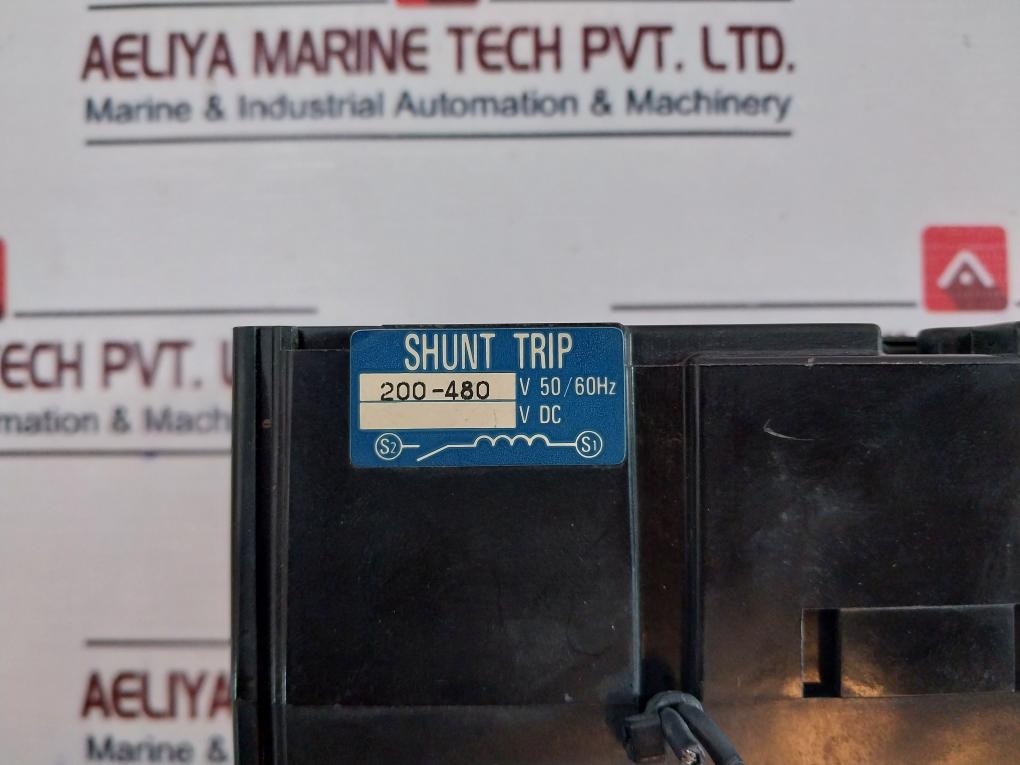 AELIYA MARINE TECH PVT. LTD.
Marine & Industrial Automation & Machinery
ECH PVT. L
mation & Mach
SHUNT TRIP
200-480 V 50/60Hz
V DC
S2 S1
AELIYA
Marine &